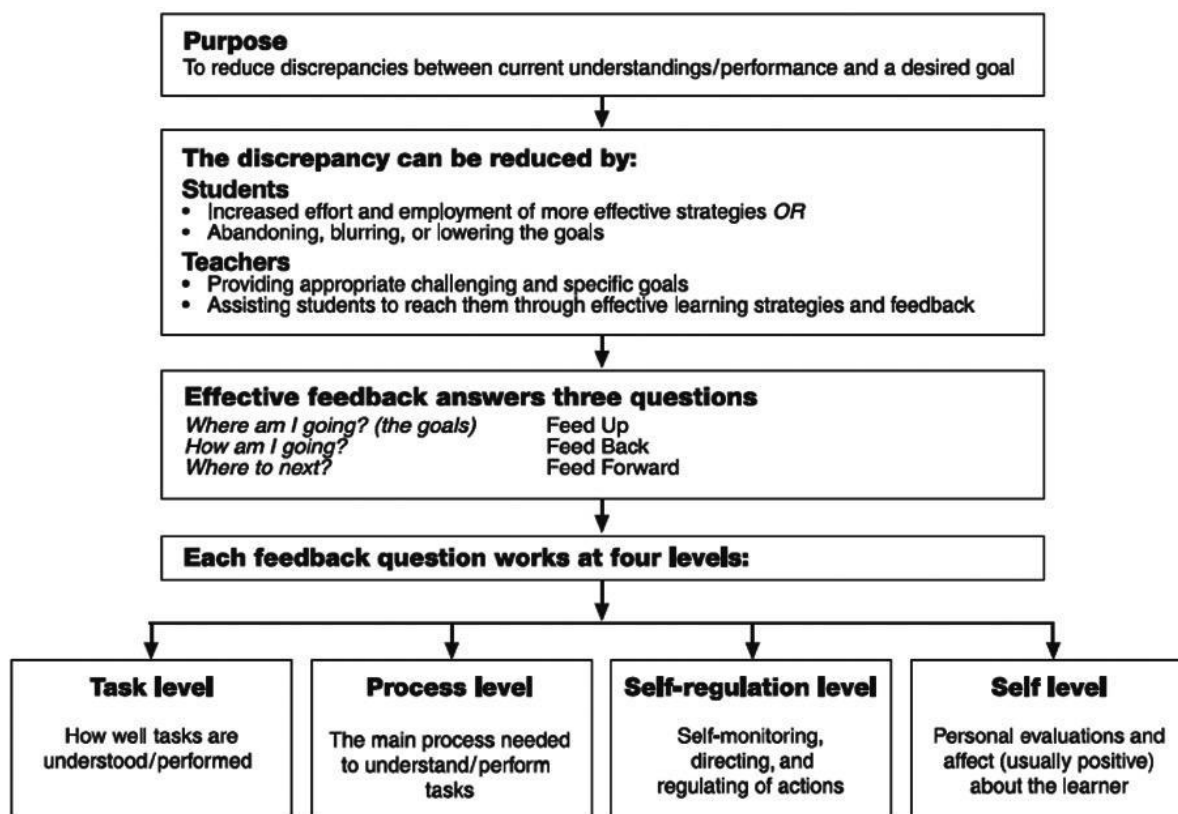 Purpose
To reduce discrepancies between current understandings/performance and a desired goal
The discrepancy can be reduced by:
Students
• Increased effort and employment of more effective strategies OR
• Abandoning, blurring, or lowering the goals
Teachers
• Providing appropriate challenging and specific goals
• Assisting students to reach them through effective learning strategies and feedback
Effective feedback answers three questions
Where am I going? (the goals) Feed Up
How am I going? Feed Back
Where to next? Feed Forward
Each feedback question works at four levels:
Task level
How well tasks are
understood/performed
Process level
The main process needed
to understand/perform
tasks
Self-regulation level
Self-monitoring,
directing, and
regulating of actions
Self level
Personal evaluations and
affect (usually positive)
about the learner